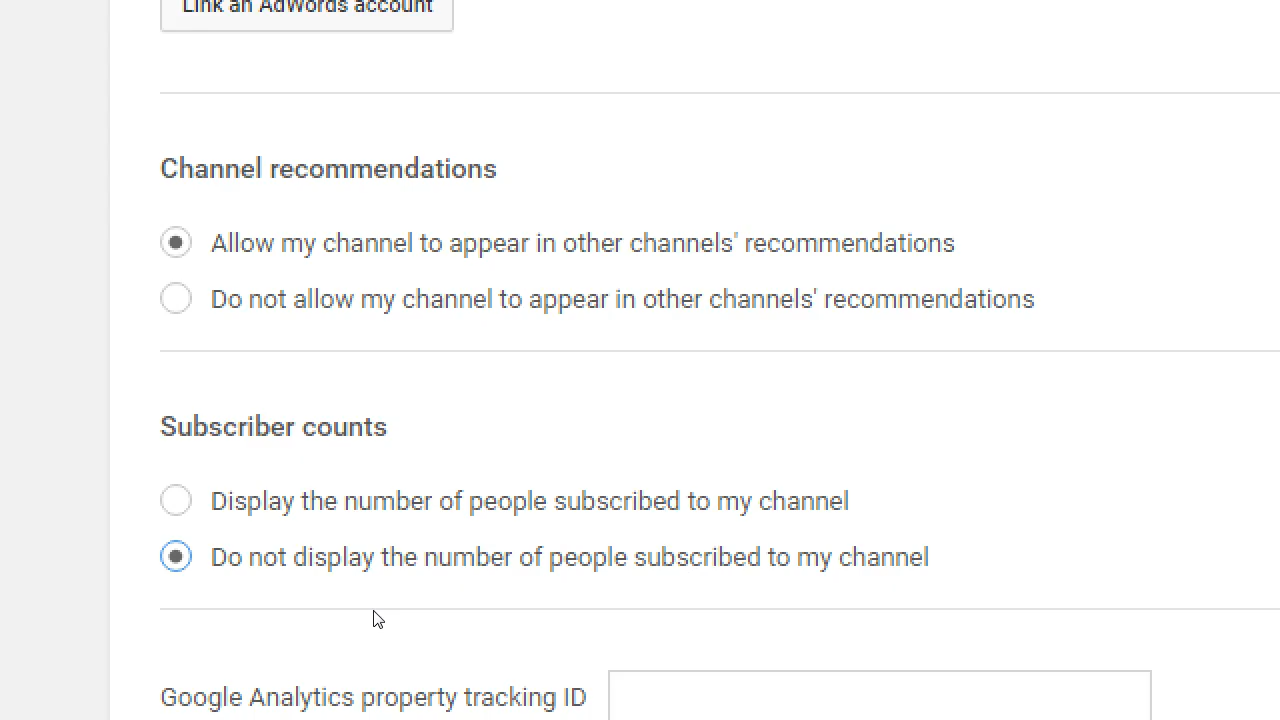 Link an AdWords account
Channel recommendations
Allow my channel to appear in other channels' recommendations
Do not allow my channel to appear in other channels' recommendations
Subscriber counts
Display the number of people subscribed to my channel
Do not display the number of people subscribed to my channel
Google Analytics property tracking ID